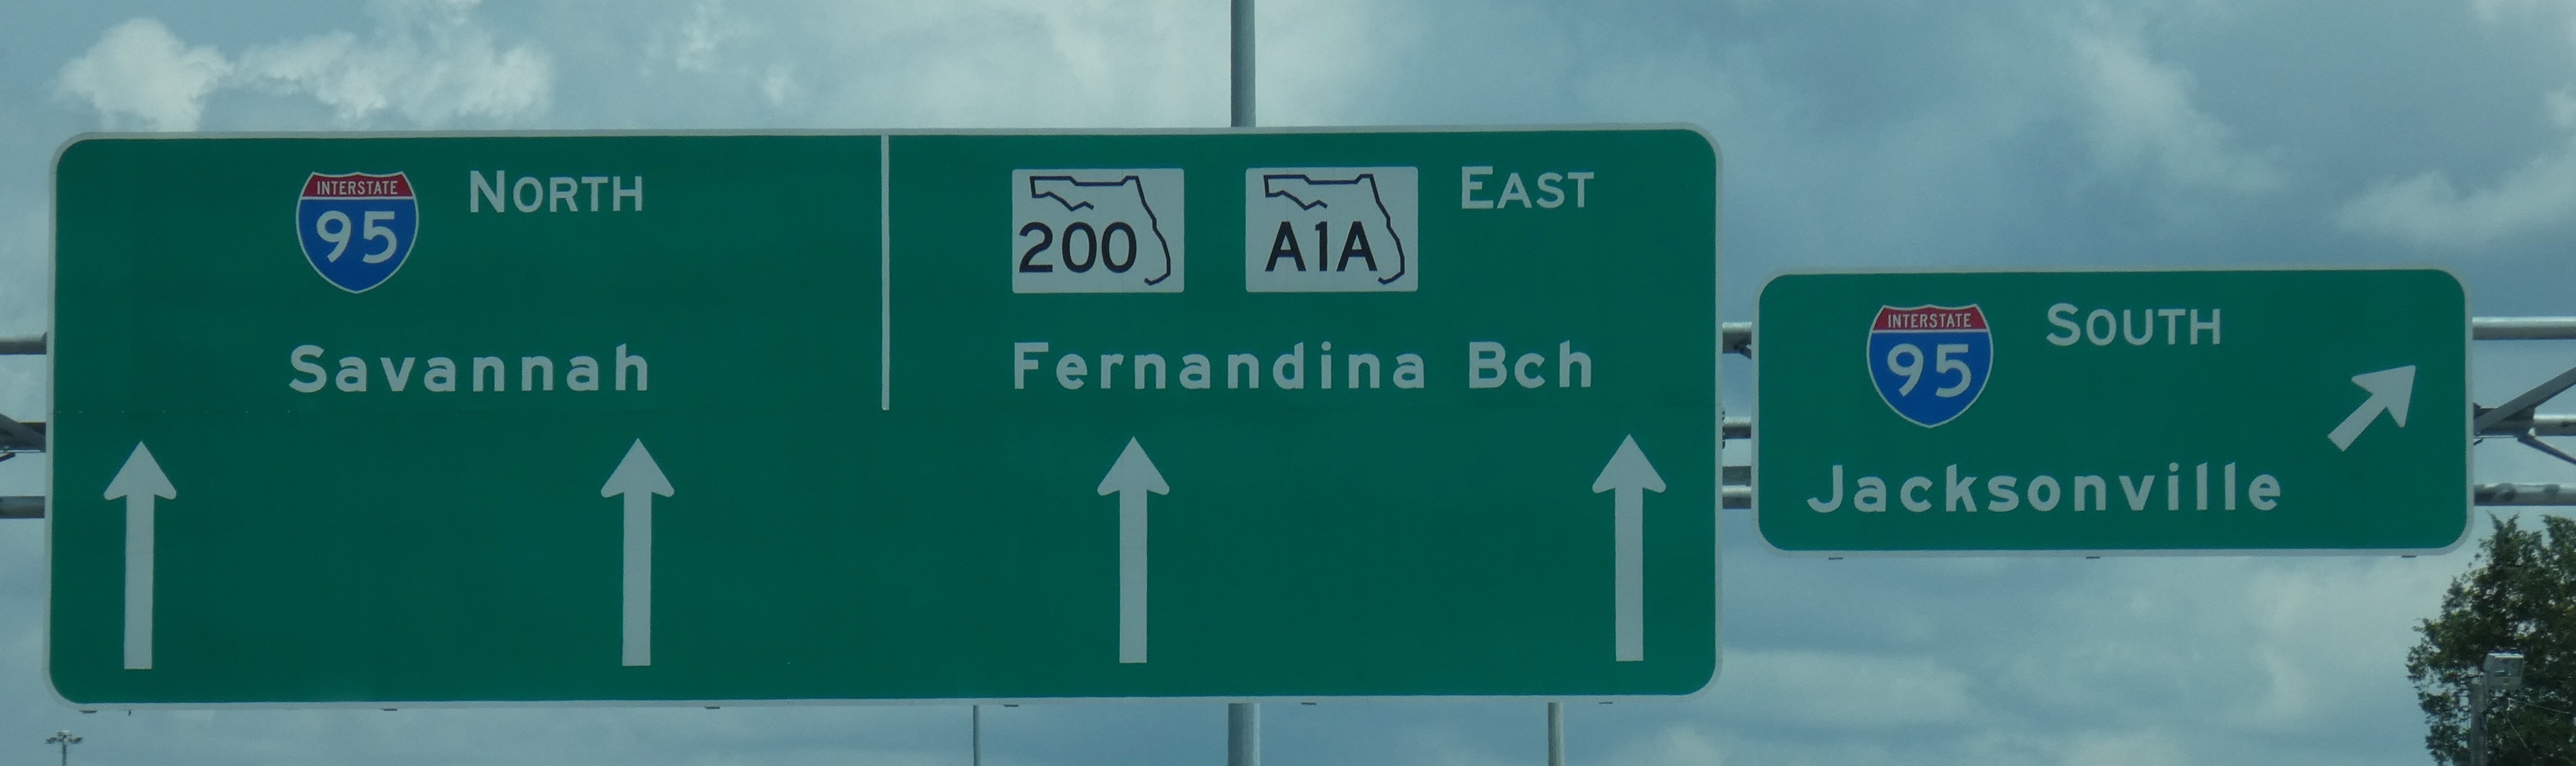 INTERSTATE
95 NORTH
Savannah
200 A1A EAST
Fernandina Bch
INTERSTATE
95 SOUTH
Jacksonville